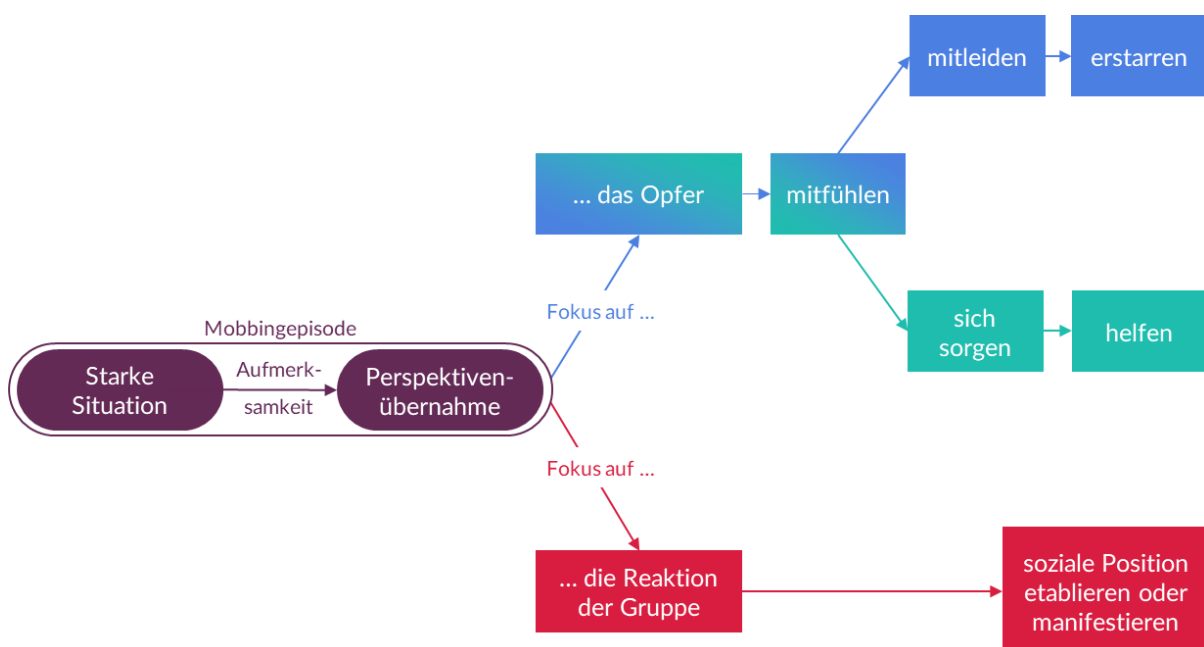 mitleiden
erstarren
... das Opfer
mitfühlen
Fokus auf ...
sich
sorgen
helfen
Mobbingepisode
Starke
Situation
Aufmerk-
samkeit
Perspektiven-
übernahme
Fokus auf ...
... die Reaktion
der Gruppe
soziale Position
etablieren oder
manifestieren